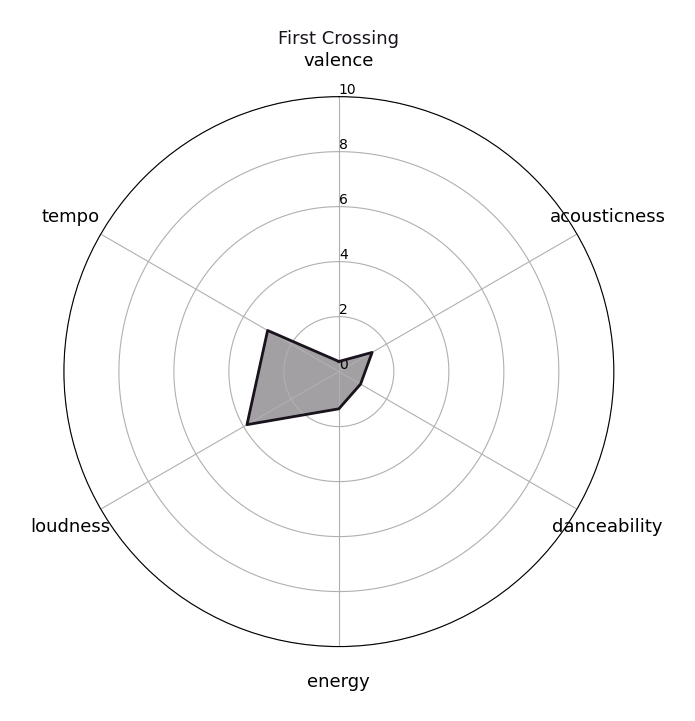 First Crossing
valence
10
8
tempo
acousticness
6
4
2
0
loudness
danceability
energy